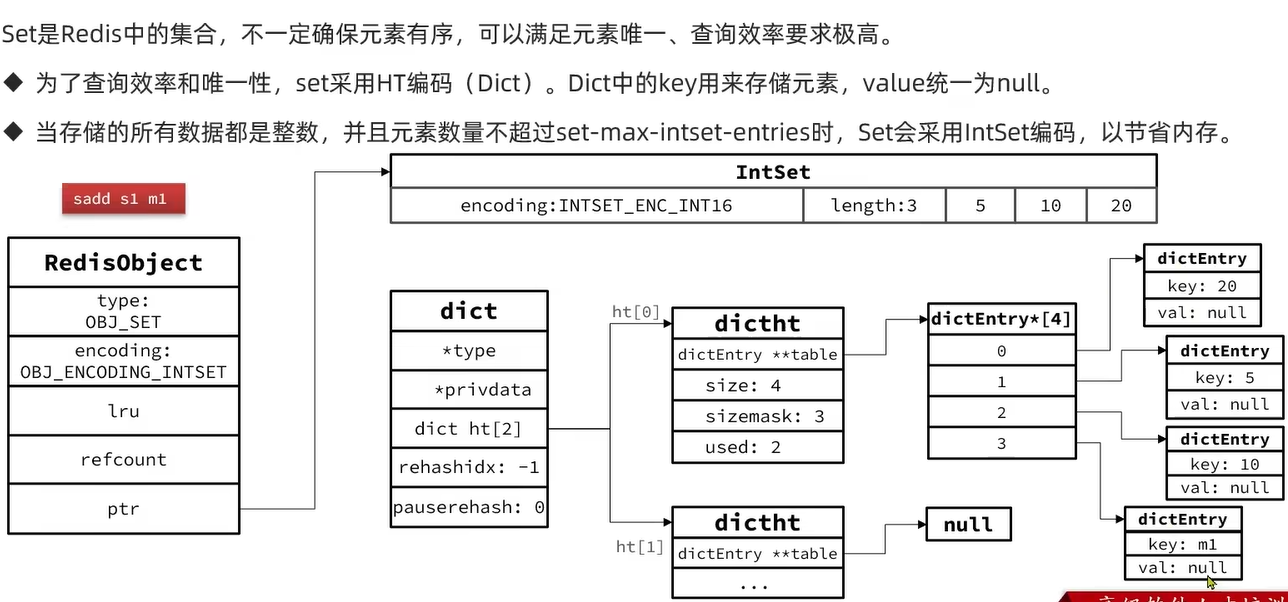 Set是Redis中的集合，不一定确保元素有序，可以满足元素唯一、查询效率要求极高。
◆ 为了查询效率和唯一性，set采用HT编码（Dict）。Dict中的key用来存储元素，value统一为null。
◆ 当存储的所有数据都是整数，并且元素数量不超过set-max-intset-entries时，Set会采用IntSet编码，以节省内存。
sadd s1 m1
IntSet
encoding:INTSET_ENC_INT16 length:3 5 10 20
RedisObject
type:
OBJ_SET
encoding:
OBJ_ENCODING_INTSET
lru
refcount
ptr
dict
*type
*privdata
dict ht[2]
rehashidx: -1
pauserehash: 0
ht[0]
dictht
dictEntry **table
size: 4
sizemask: 3
used: 2
ht[1]
dictht
dictEntry **table
...
dictEntry*[4]
0
1
2
3
null
dictEntry
key: 20
val: null
dictEntry
key: 5
val: null
dictEntry
key: 10
val: null
dictEntry
key: m1
val: null